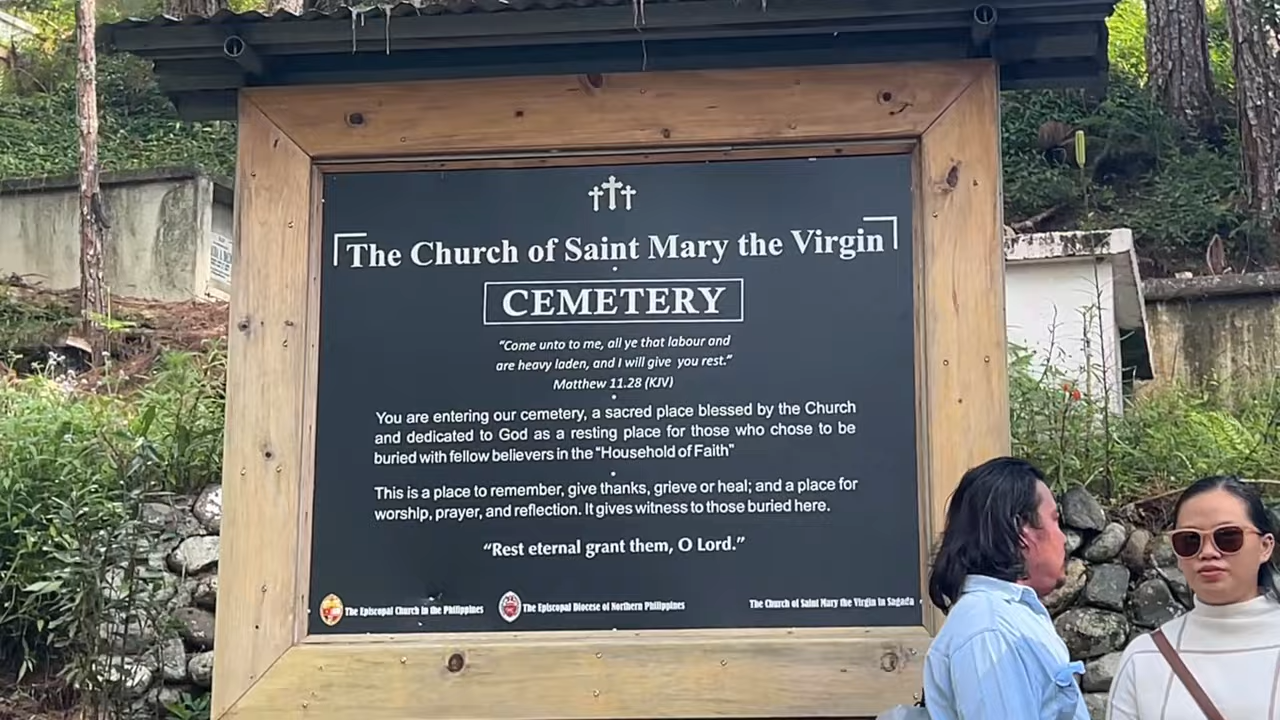 The Church of Saint Mary the Virgin
CEMETERY
“Come unto to me, all ye that labour and
are heavy laden, and I will give you rest.”
Matthew 11.28 (KJV)
You are entering our cemetery, a sacred place blessed by the Church
and dedicated to God as a resting place for those who chose to be
buried with fellow believers in the “Household of Faith”
This is a place to remember, give thanks, grieve or heal; and a place for
worship, prayer, and reflection. It gives witness to those buried here.
“Rest eternal grant them, O Lord.”
The Episcopal Church in the Philippines
The Episcopal Diocese of Northern Philippines
The Church of Saint Mary the Virgin in Sagada